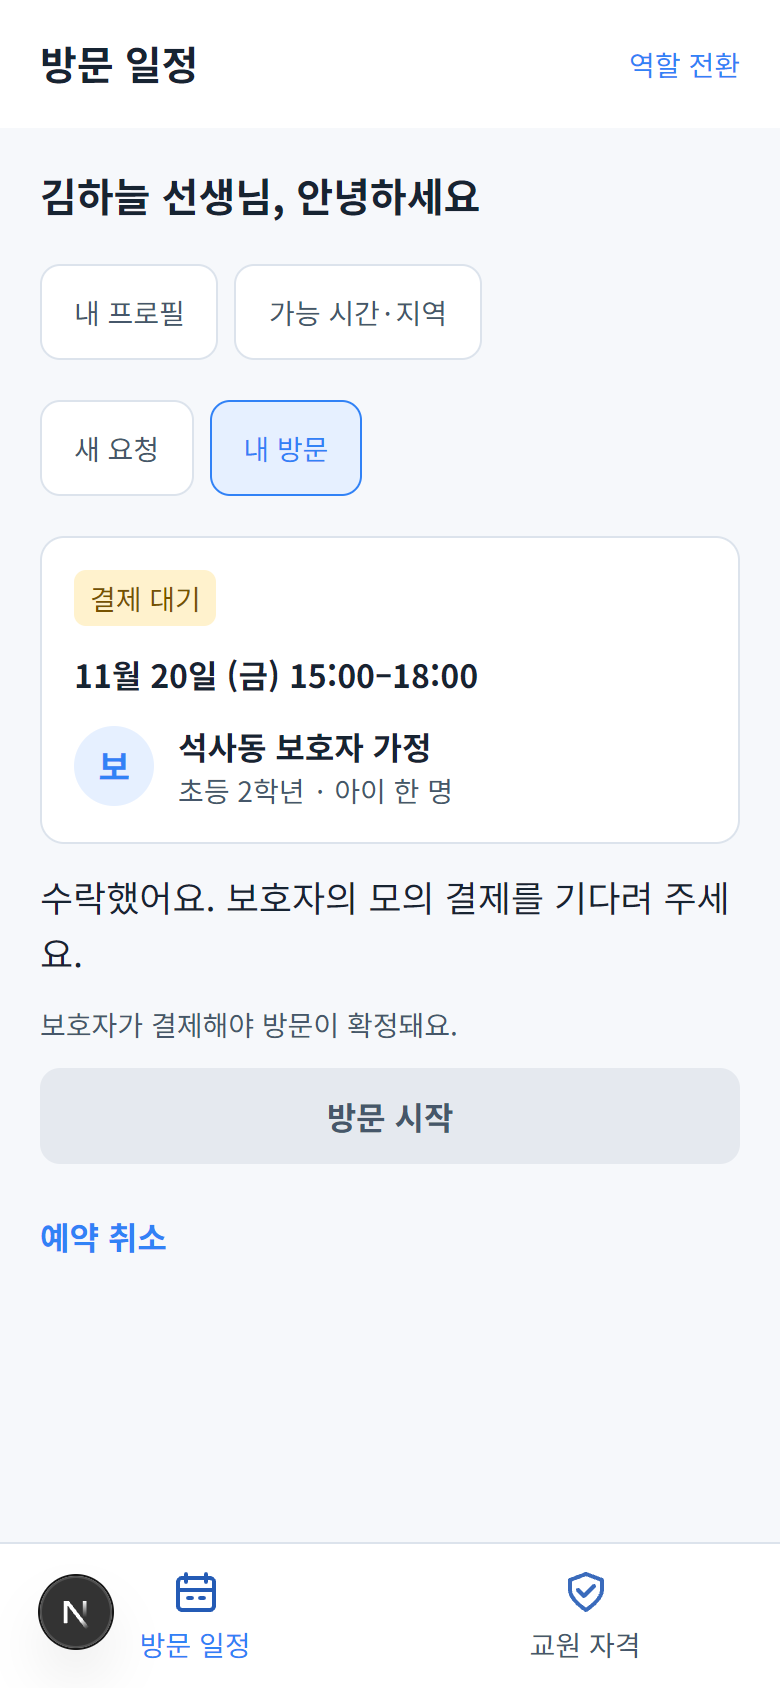 방문 일정
역할 전환
김하늘 선생님, 안녕하세요
내 프로필
가능 시간·지역
새 요청
내 방문
결제 대기
11월 20일 (금) 15:00–18:00
보
석사동 보호자 가정
초등 2학년 · 아이 한 명
수락했어요. 보호자의 모의 결제를 기다려 주세
요.
보호자가 결제해야 방문이 확정돼요.
방문 시작
예약 취소
N
방문 일정
교원 자격